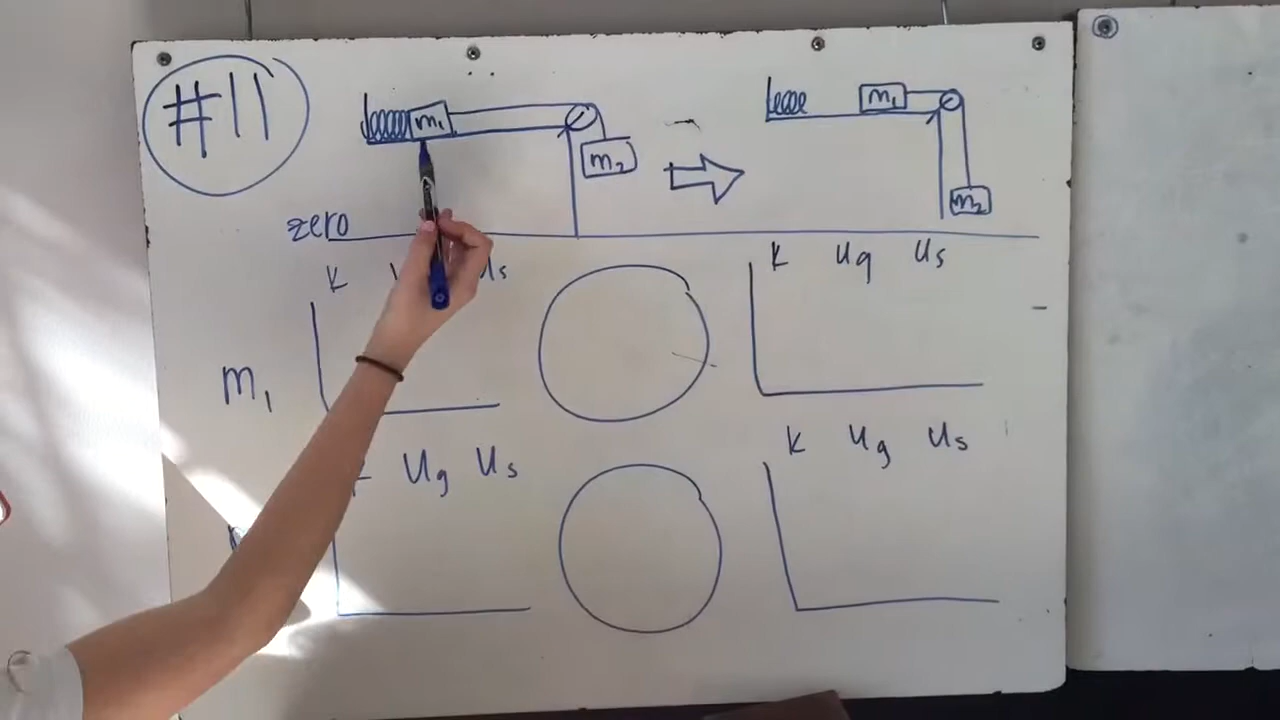 #11
m₁
m₂
m₁
m₂
zero
K Us
K Ug Us
m₁
Ug Us
K Ug Us